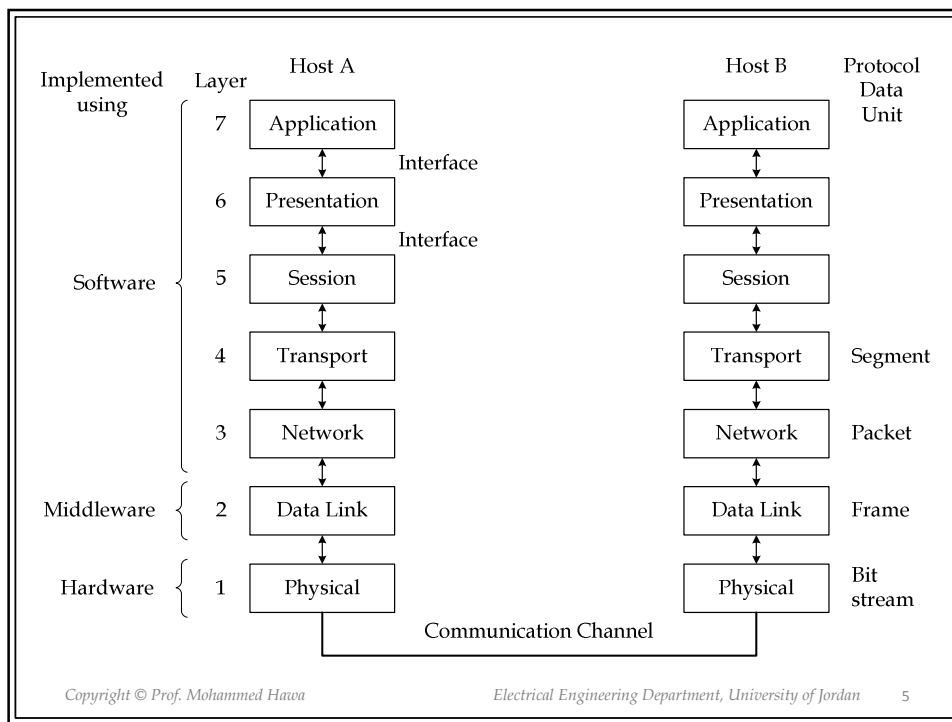 Implemented
using
Layer
Host A
Host B
Protocol
Data
Unit
7
Application
Application
Interface
6
Presentation
Presentation
Interface
Software
5
Session
Session
4
Transport
Transport
Segment
3
Network
Network
Packet
Middleware
2
Data Link
Data Link
Frame
Hardware
1
Physical
Physical
Bit
stream
Communication Channel
Copyright © Prof. Mohammed Hawa
Electrical Engineering Department, University of Jordan
5